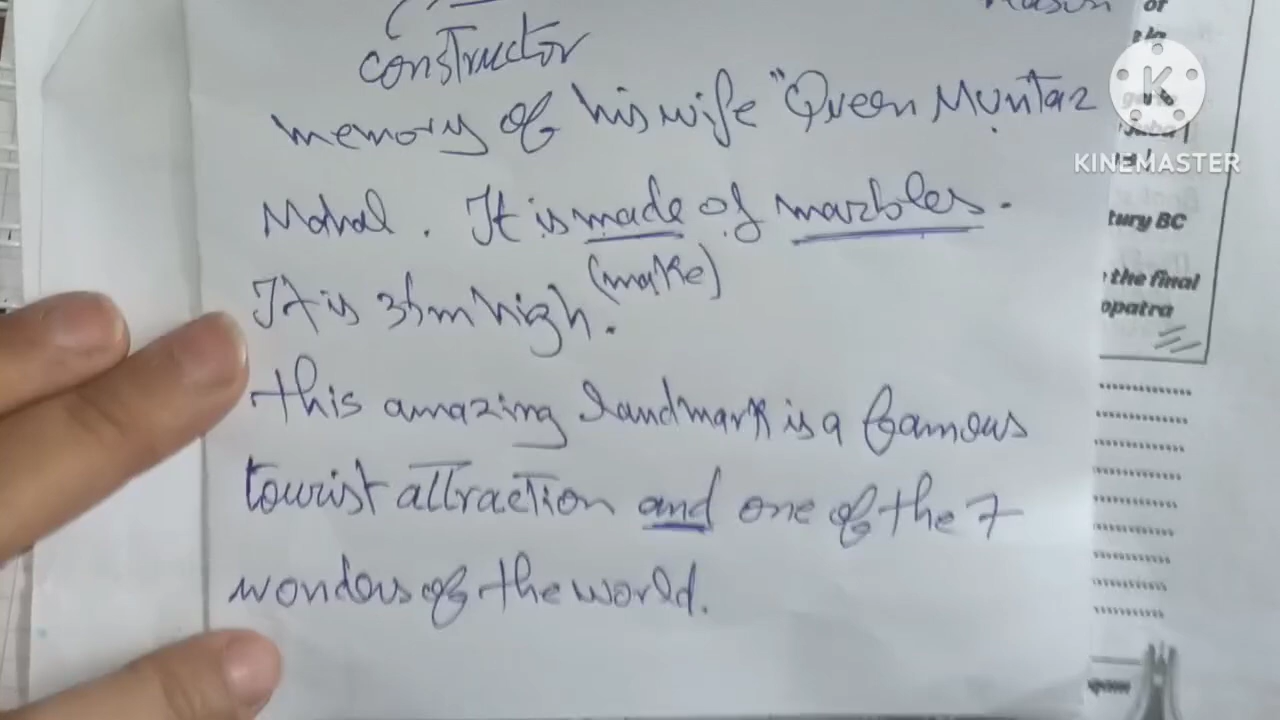 of
constructor
memory of his wife "Queen Muntaz
KINEMASTER
Mahal. It is made of marbles.
tury BC
(make)
It is 35m high.
the final
opatra
this amazing landmark is a famous
tourist attraction and one of the 7
wonders of the world.